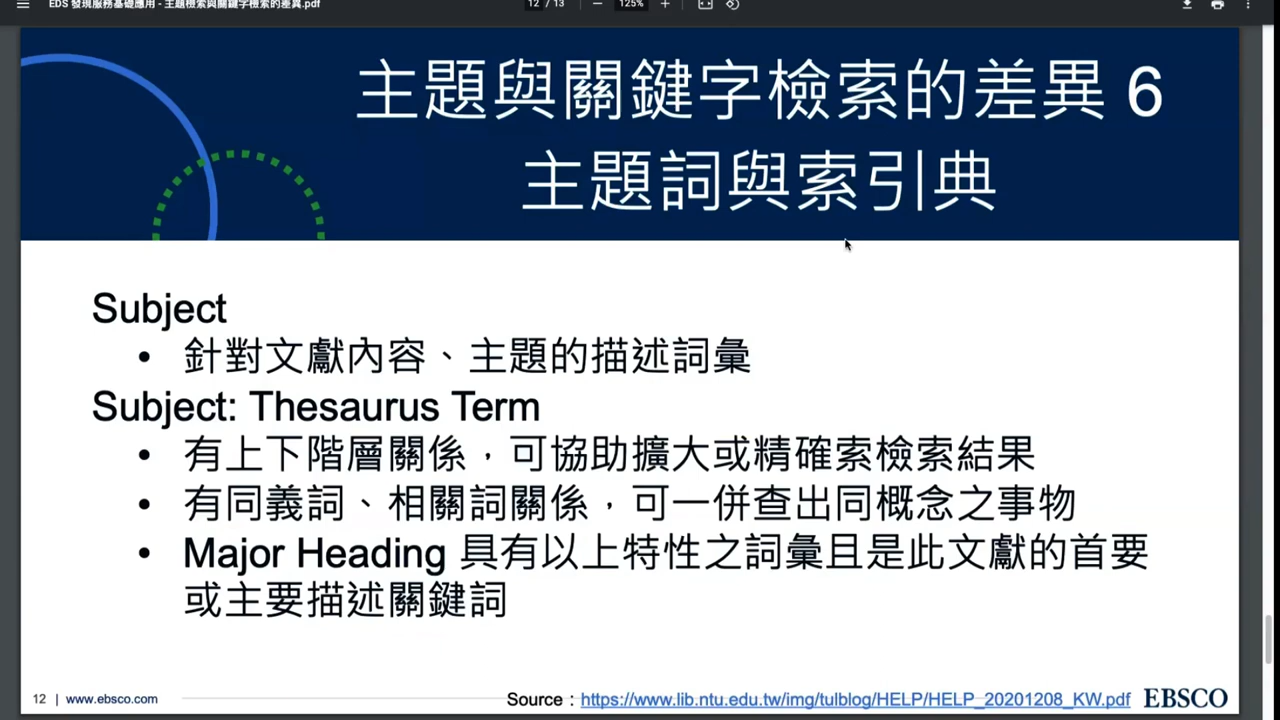 EDS 發現服務基礎應用 - 主題檢索與關鍵字檢索的差異.pdf
12 / 13
125%
主題與關鍵字檢索的差異 6
主題詞與索引典
Subject
• 針對文獻內容、主題的描述詞彙
Subject: Thesaurus Term
• 有上下階層關係，可協助擴大或精確索檢索結果
• 有同義詞、相關詞關係，可一併查出同概念之事物
• Major Heading 具有以上特性之詞彙且是此文獻的首要
或主要描述關鍵詞
12 | www.ebsco.com
Source：https://www.lib.ntu.edu.tw/img/tulblog/HELP/HELP_20201208_KW.pdf
EBSCO